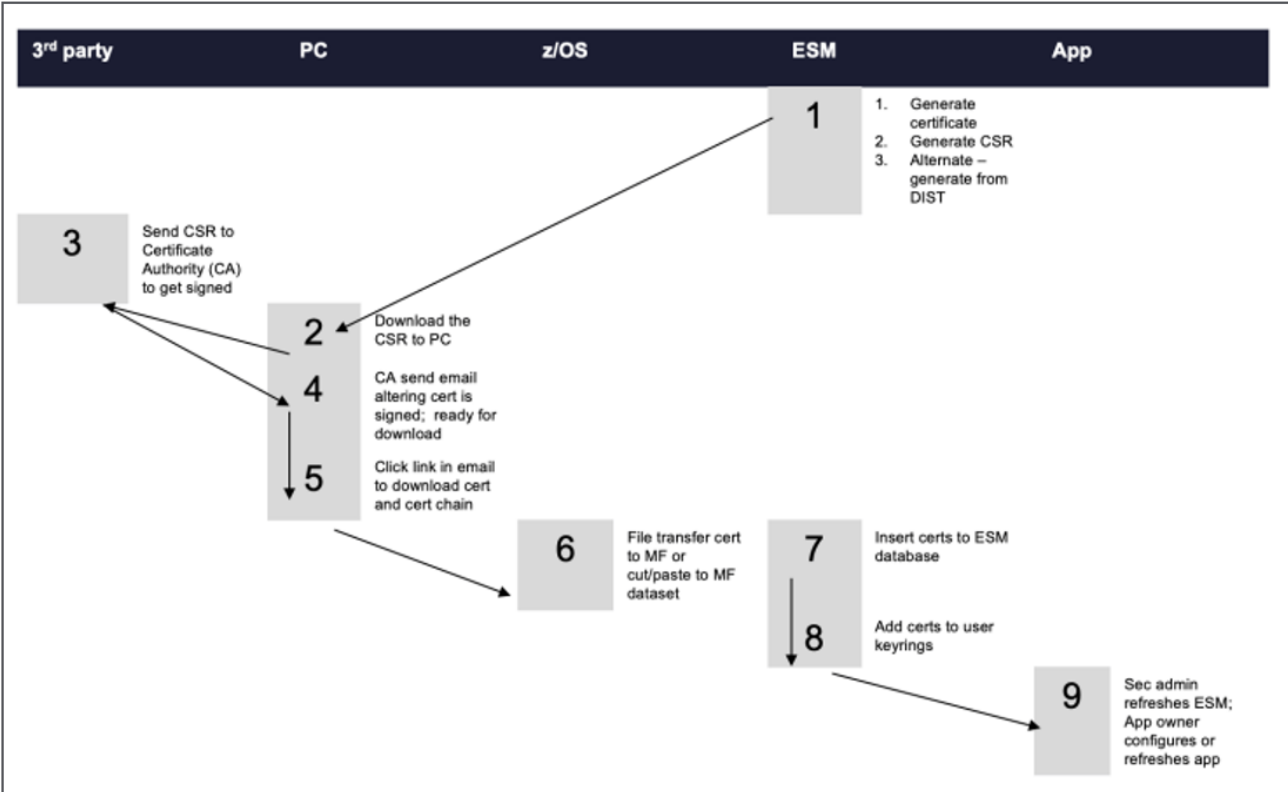 3rd party PC z/OS ESM App
1
1. Generate
certificate
2. Generate CSR
3. Alternate –
generate from
DIST
3
Send CSR to
Certificate
Authority (CA)
to get signed
2
Download the
CSR to PC
4
CA send email
altering cert is
signed; ready for
download
5
Click link in email
to download cert
and cert chain
6
File transfer cert
to MF or
cut/paste to MF
dataset
7
Insert certs to ESM
database
8
Add certs to user
keyrings
9
Sec admin
refreshes ESM;
App owner
configures or
refreshes app